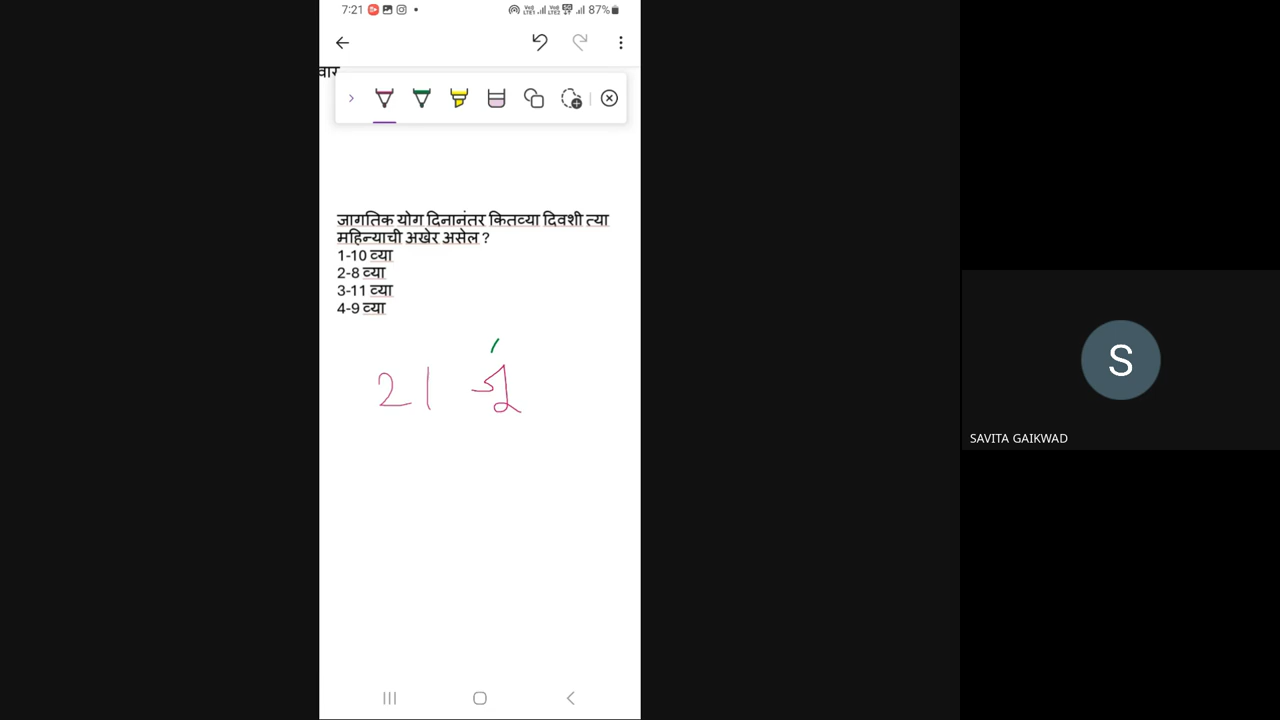 7:21
87%
वार
जागतिक योग दिनानंतर कितव्या दिवशी त्या
महिन्याची अखेर असेल ?
1-10 व्या
2-8 व्या
3-11 व्या
4-9 व्या
21 जू
S
SAVITA GAIKWAD